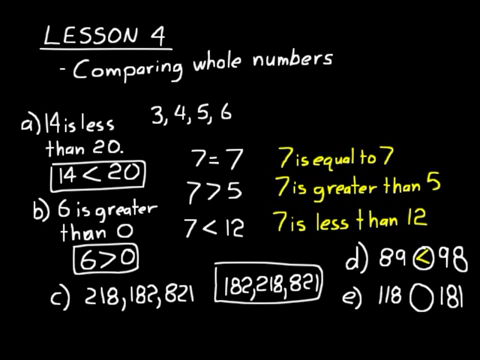 LESSON 4
- Comparing whole numbers
3, 4, 5, 6
a) 14 is less
than 20.
14 < 20
b) 6 is greater
than 0
6 > 0
7 = 7 7 is equal to 7
7 > 5 7 is greater than 5
7 < 12 7 is less than 12
c) 218, 182, 821 182, 218, 821
d) 89 < 98
e) 118 181